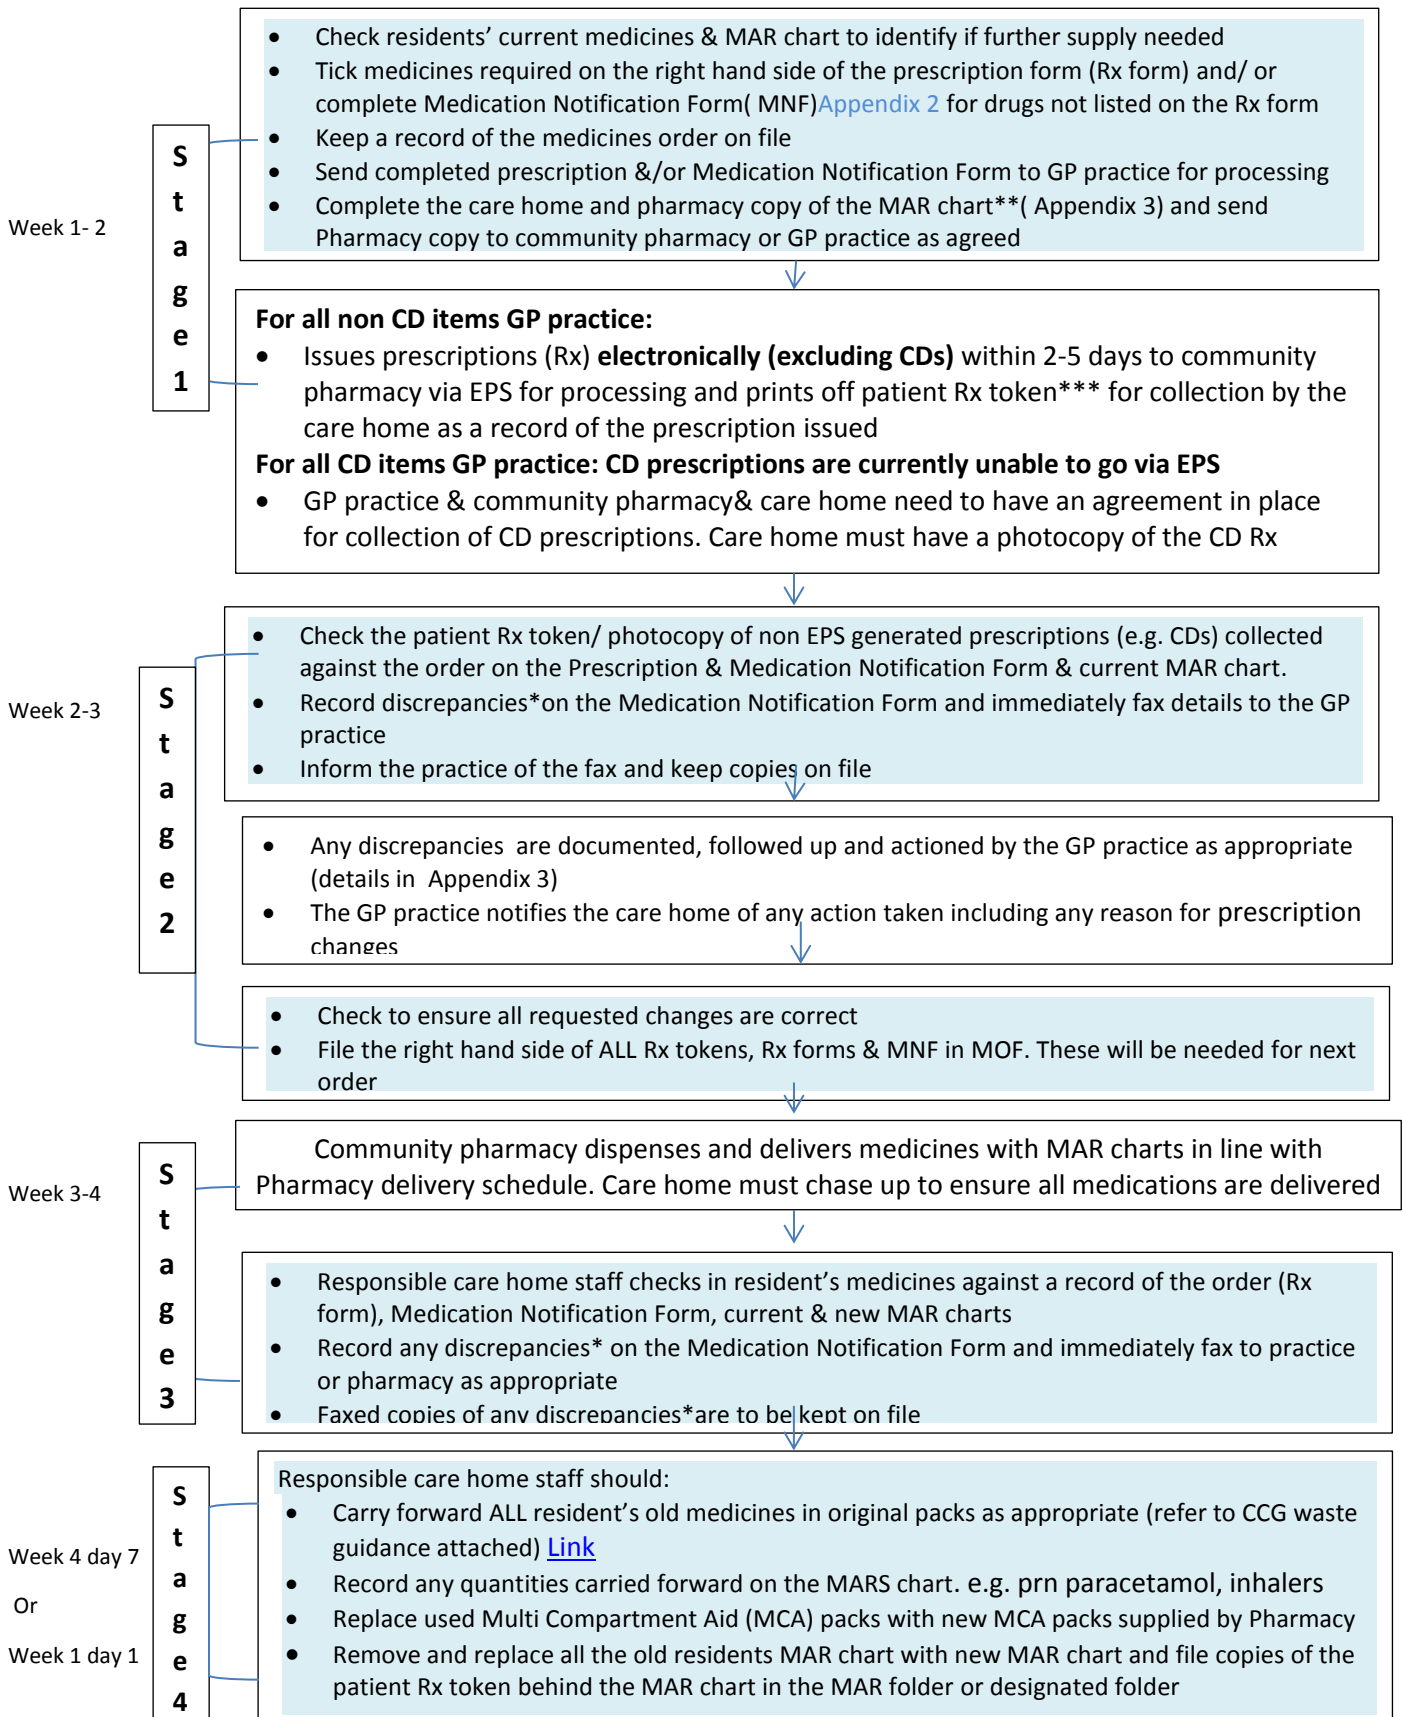 • Check residents’ current medicines & MAR chart to identify if further supply needed
• Tick medicines required on the right hand side of the prescription form (Rx form) and/ or
complete Medication Notification Form( MNF)Appendix 2 for drugs not listed on the Rx form
• Keep a record of the medicines order on file
• Send completed prescription &/or Medication Notification Form to GP practice for processing
• Complete the care home and pharmacy copy of the MAR chart**( Appendix 3) and send
Pharmacy copy to community pharmacy or GP practice as agreed
Week 1- 2
S
t
a
g
e
1
For all non CD items GP practice:
• Issues prescriptions (Rx) electronically (excluding CDs) within 2-5 days to community
pharmacy via EPS for processing and prints off patient Rx token*** for collection by the
care home as a record of the prescription issued
For all CD items GP practice: CD prescriptions are currently unable to go via EPS
• GP practice & community pharmacy& care home need to have an agreement in place
for collection of CD prescriptions. Care home must have a photocopy of the CD Rx
• Check the patient Rx token/ photocopy of non EPS generated prescriptions (e.g. CDs) collected
against the order on the Prescription & Medication Notification Form & current MAR chart.
• Record discrepancies*on the Medication Notification Form and immediately fax details to the GP
practice
• Inform the practice of the fax and keep copies on file
Week 2-3
S
t
a
g
e
2
• Any discrepancies are documented, followed up and actioned by the GP practice as appropriate
(details in Appendix 3)
• The GP practice notifies the care home of any action taken including any reason for prescription
changes
• Check to ensure all requested changes are correct
• File the right hand side of ALL Rx tokens, Rx forms & MNF in MOF. These will be needed for next
order
Week 3-4
S
t
a
g
e
3
Community pharmacy dispenses and delivers medicines with MAR charts in line with
Pharmacy delivery schedule. Care home must chase up to ensure all medications are delivered
• Responsible care home staff checks in resident’s medicines against a record of the order (Rx
form), Medication Notification Form, current & new MAR charts
• Record any discrepancies* on the Medication Notification Form and immediately fax to practice
or pharmacy as appropriate
• Faxed copies of any discrepancies*are to be kept on file
Week 4 day 7
Or
Week 1 day 1
S
t
a
g
e
4
Responsible care home staff should:
• Carry forward ALL resident’s old medicines in original packs as appropriate (refer to CCG waste
guidance attached) Link
• Record any quantities carried forward on the MARS chart. e.g. prn paracetamol, inhalers
• Replace used Multi Compartment Aid (MCA) packs with new MCA packs supplied by Pharmacy
• Remove and replace all the old residents MAR chart with new MAR chart and file copies of the
patient Rx token behind the MAR chart in the MAR folder or designated folder